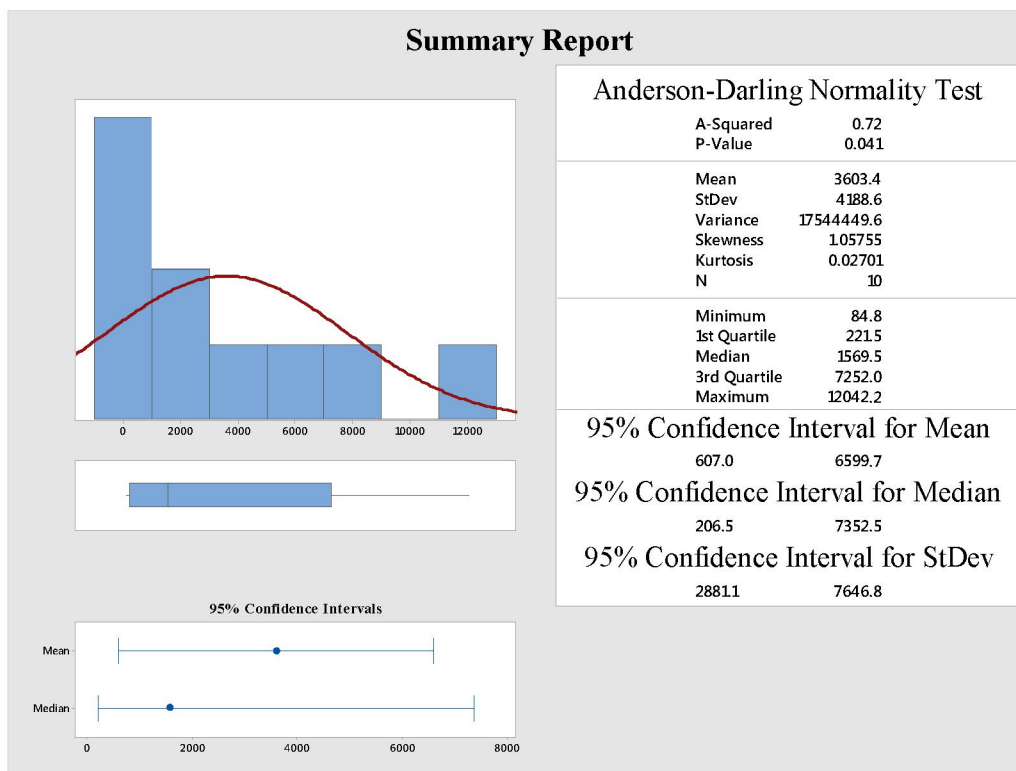 Summary Report
0 2000 4000 6000 8000 10000 12000
95% Confidence Intervals
Mean
Median
0 2000 4000 6000 8000
Anderson-Darling Normality Test
A-Squared 0.72
P-Value 0.041
Mean 3603.4
StDev 4188.6
Variance 17544449.6
Skewness 1.05755
Kurtosis 0.02701
N 10
Minimum 84.8
1st Quartile 221.5
Median 1569.5
3rd Quartile 7252.0
Maximum 12042.2
95% Confidence Interval for Mean
607.0 6599.7
95% Confidence Interval for Median
206.5 7352.5
95% Confidence Interval for StDev
2881.1 7646.8